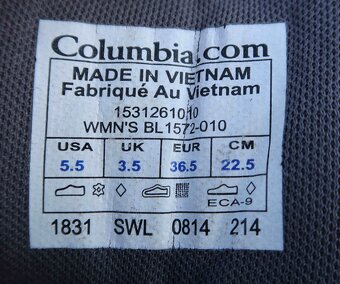 Columbia.com
MADE IN VIETNAM
Fabriqué Au Vietnam
1531261010
WMN'S BL1572-010
USA UK EUR CM
5.5 3.5 36.5 22.5
ECA-9
1831 SWL 0814 214